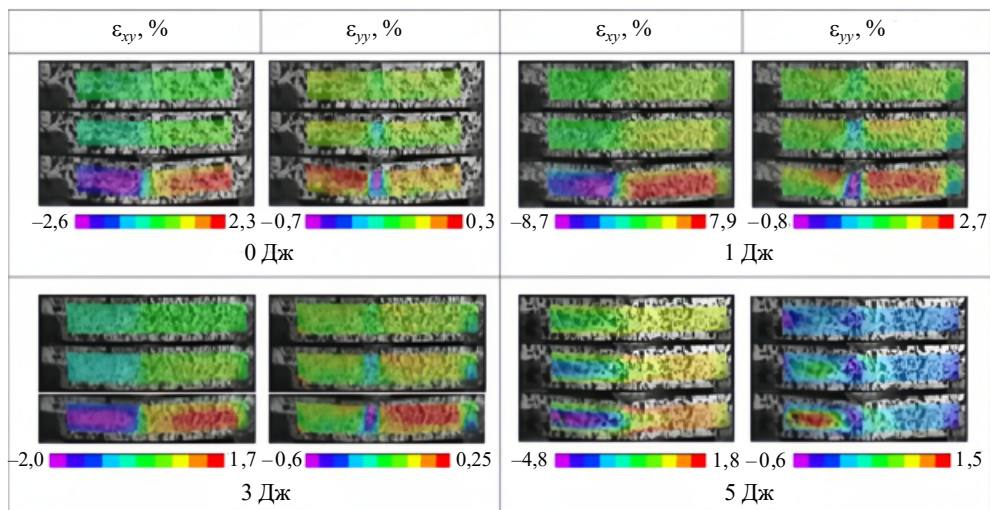 εxy, % εyy, % εxy, % εyy, %
–2,6 2,3 –0,7 0,3 –8,7 7,9 –0,8 2,7
0 Дж 1 Дж
–2,0 1,7 –0,6 0,25 –4,8 1,8 –0,6 1,5
3 Дж 5 Дж